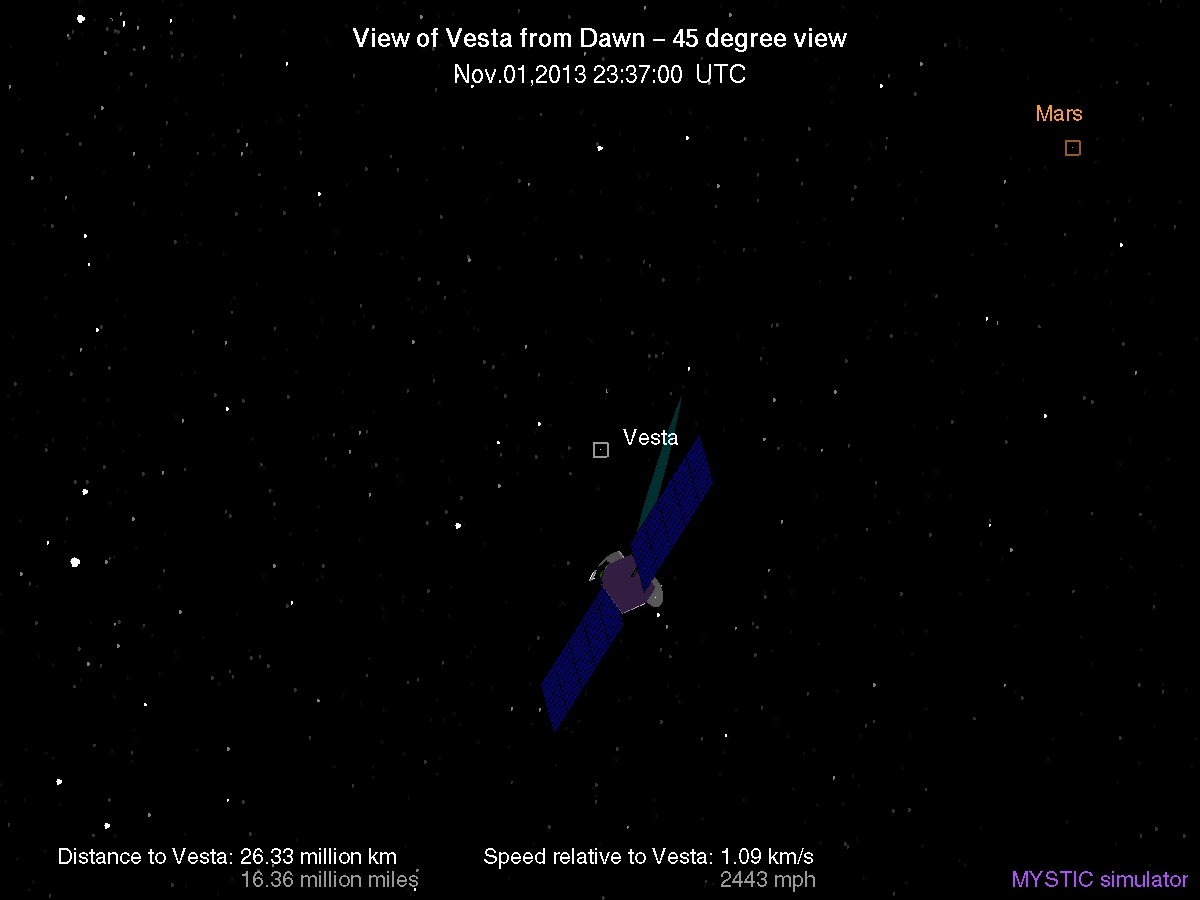 View of Vesta from Dawn – 45 degree view
Nov.01,2013 23:37:00 UTC
Mars
Vesta
Distance to Vesta: 26.33 million km
16.36 million miles
Speed relative to Vesta: 1.09 km/s
2443 mph
MYSTIC simulator